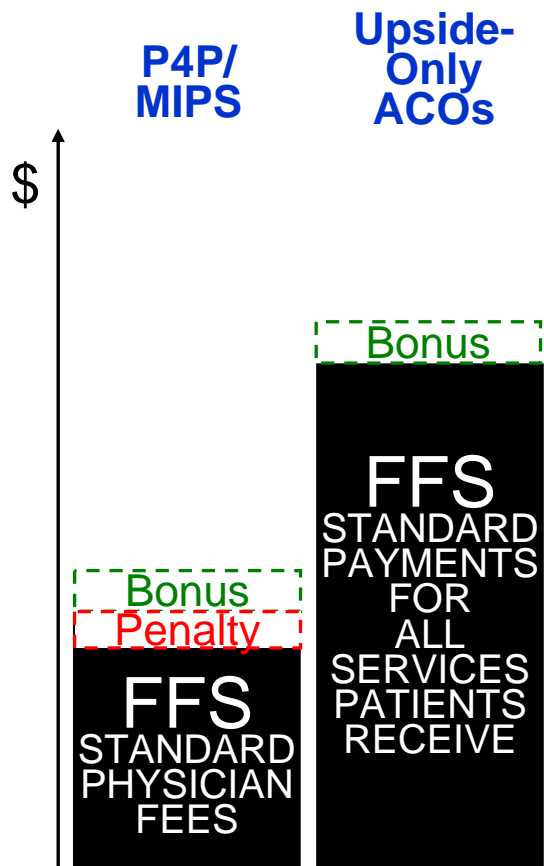 P4P/
MIPS
Upside-
Only
ACOs
$
Bonus
Penalty
FFS
STANDARD
PHYSICIAN
FEES
Bonus
FFS
STANDARD
PAYMENTS
FOR
ALL
SERVICES
PATIENTS
RECEIVE